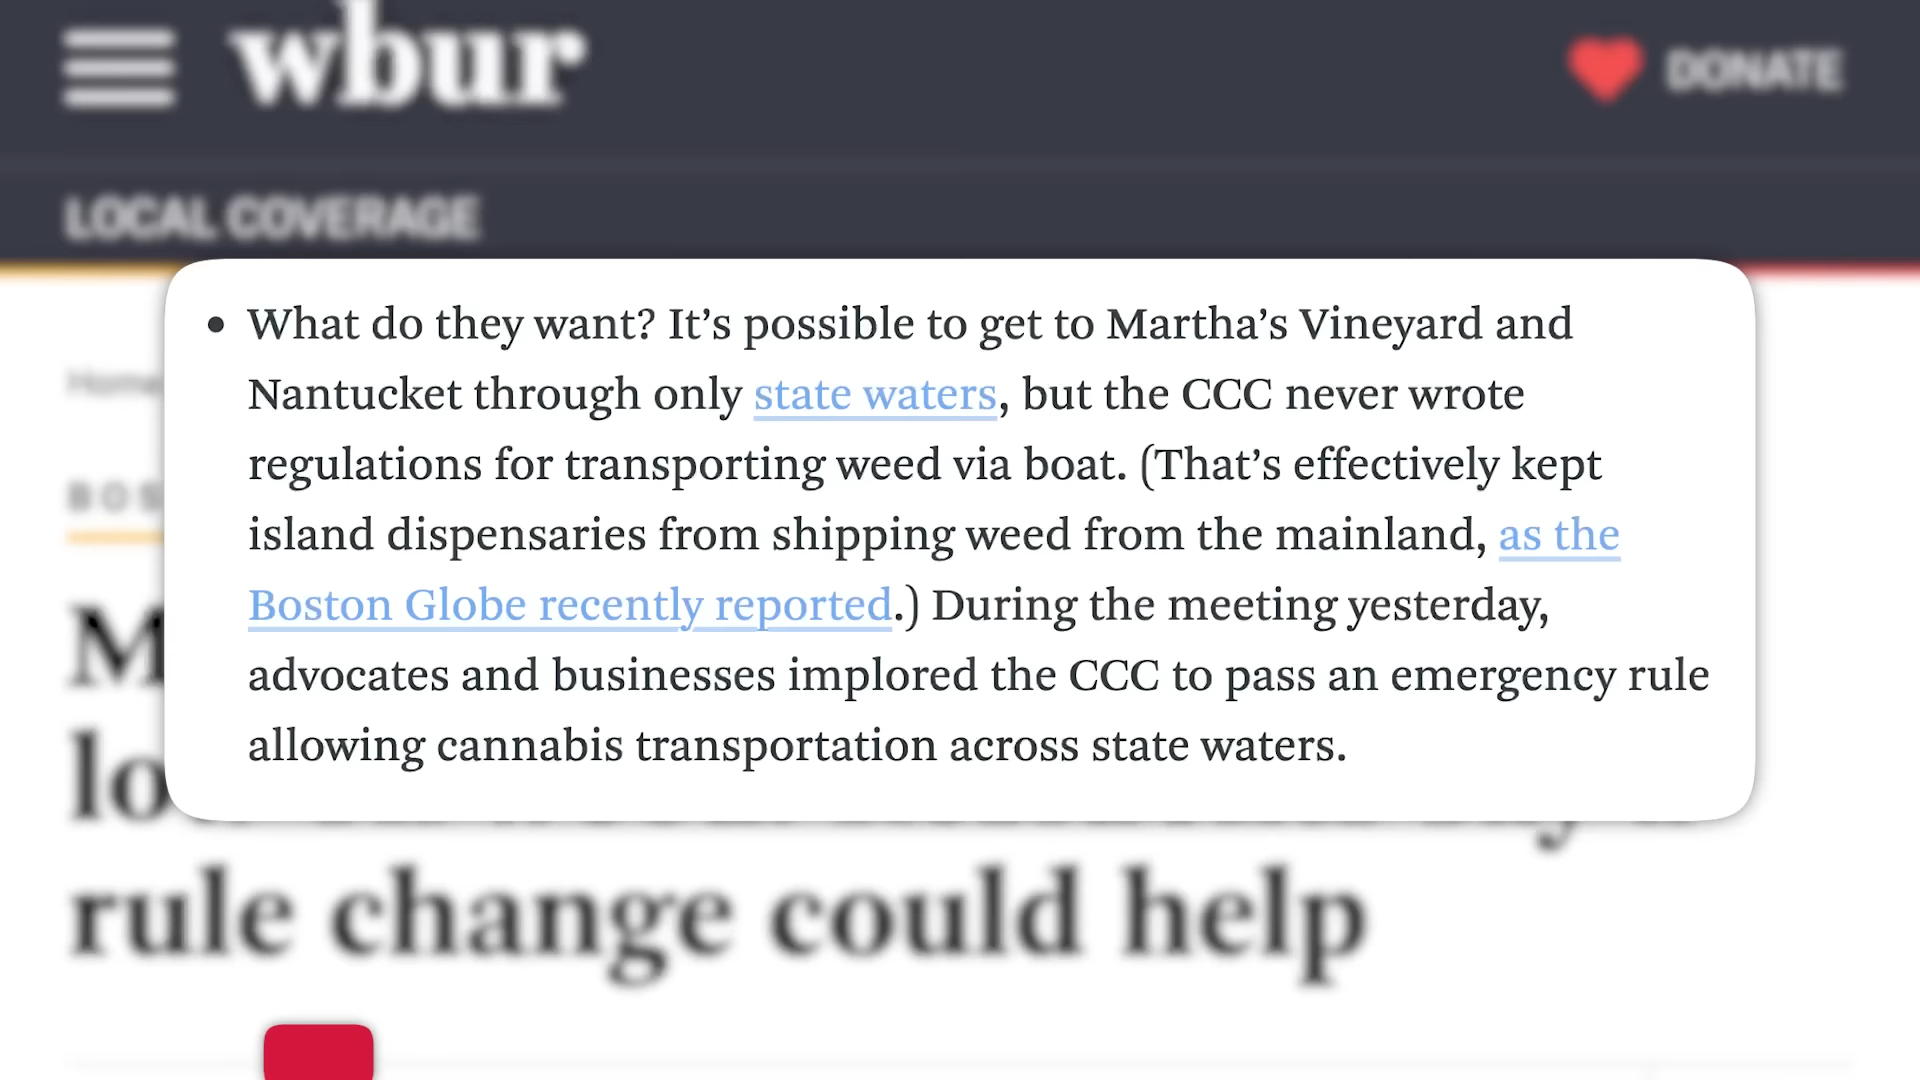 wbur
DONATE
LOCAL COVERAGE
Home
BOS
• What do they want? It’s possible to get to Martha’s Vineyard and
Nantucket through only state waters, but the CCC never wrote
regulations for transporting weed via boat. (That’s effectively kept
island dispensaries from shipping weed from the mainland, as the
Boston Globe recently reported.) During the meeting yesterday,
advocates and businesses implored the CCC to pass an emergency rule
allowing cannabis transportation across state waters.
rule change could help